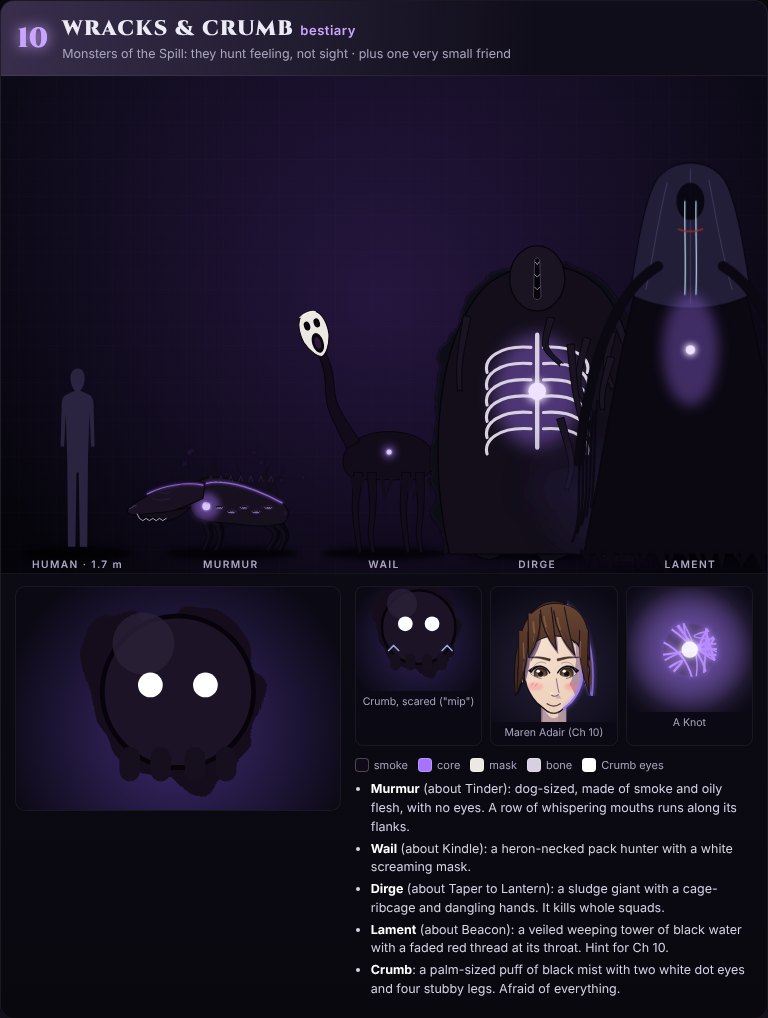 10 WRACKS & CRUMB bestiary
Monsters of the Spill: they hunt feeling, not sight · plus one very small friend
HUMAN · 1.7 m MURMUR WAIL DIRGE LAMENT
Crumb, scared ("mip")
Maren Adair (Ch 10)
A Knot
smoke core mask bone Crumb eyes
• Murmur (about Tinder): dog-sized, made of smoke and oily
flesh, with no eyes. A row of whispering mouths runs along its
flanks.
• Wail (about Kindle): a heron-necked pack hunter with a white
screaming mask.
• Dirge (about Taper to Lantern): a sludge giant with a cage-
ribcage and dangling hands. It kills whole squads.
• Lament (about Beacon): a veiled weeping tower of black water
with a faded red thread at its throat. Hint for Ch 10.
• Crumb: a palm-sized puff of black mist with two white dot eyes
and four stubby legs. Afraid of everything.